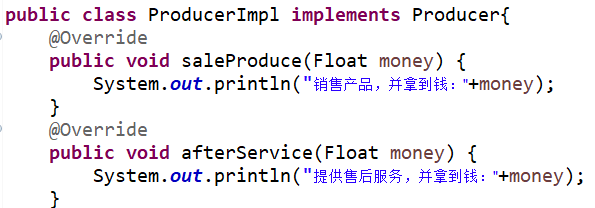 public class ProducerImpl implements Producer{
@Override
public void saleProduce(Float money) {
System.out.println("销售产品，并拿到钱："+money);
}
@Override
public void afterService(Float money) {
System.out.println("提供售后服务，并拿到钱："+money);
}